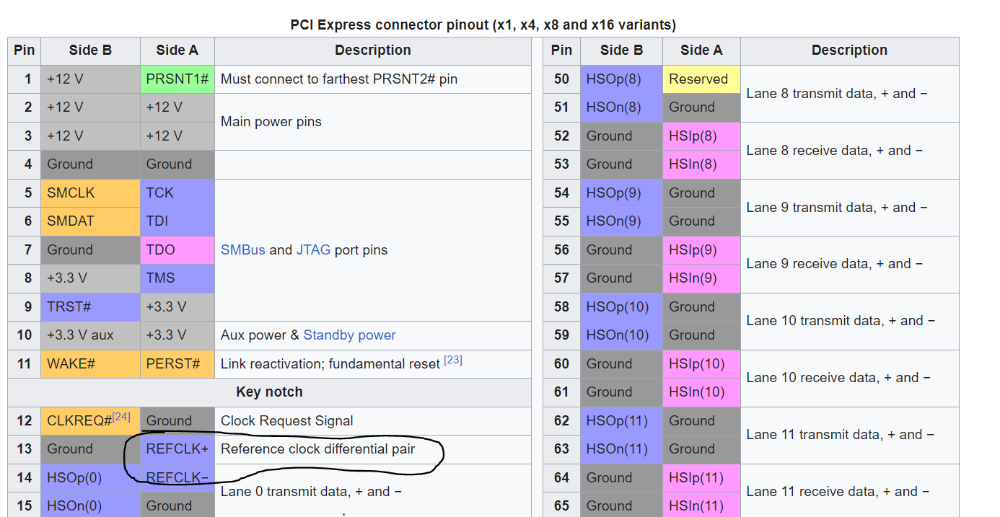 PCI Express connector pinout (x1, x4, x8 and x16 variants)
Pin Side B Side A Description
1 +12 V PRSNT1# Must connect to farthest PRSNT2# pin
2 +12 V +12 V Main power pins
3 +12 V +12 V
4 Ground Ground
5 SMCLK TCK
6 SMDAT TDI
7 Ground TDO SMBus and JTAG port pins
8 +3.3 V TMS
9 TRST# +3.3 V
10 +3.3 V aux +3.3 V Aux power & Standby power
11 WAKE# PERST# Link reactivation; fundamental reset [23]
Key notch
12 CLKREQ#[24] Ground Clock Request Signal
13 Ground REFCLK+ Reference clock differential pair
14 HSOp(0) REFCLK−
Lane 0 transmit data, + and −
15 HSOn(0) Ground
Pin Side B Side A Description
50 HSOp(8) Reserved Lane 8 transmit data, + and −
51 HSOn(8) Ground
52 Ground HSIp(8) Lane 8 receive data, + and −
53 Ground HSIn(8)
54 HSOp(9) Ground Lane 9 transmit data, + and −
55 HSOn(9) Ground
56 Ground HSIp(9) Lane 9 receive data, + and −
57 Ground HSIn(9)
58 HSOp(10) Ground Lane 10 transmit data, + and −
59 HSOn(10) Ground
60 Ground HSIp(10) Lane 10 receive data, + and −
61 Ground HSIn(10)
62 HSOp(11) Ground Lane 11 transmit data, + and −
63 HSOn(11) Ground
64 Ground HSIp(11) Lane 11 receive data, + and −
65 Ground HSIn(11)